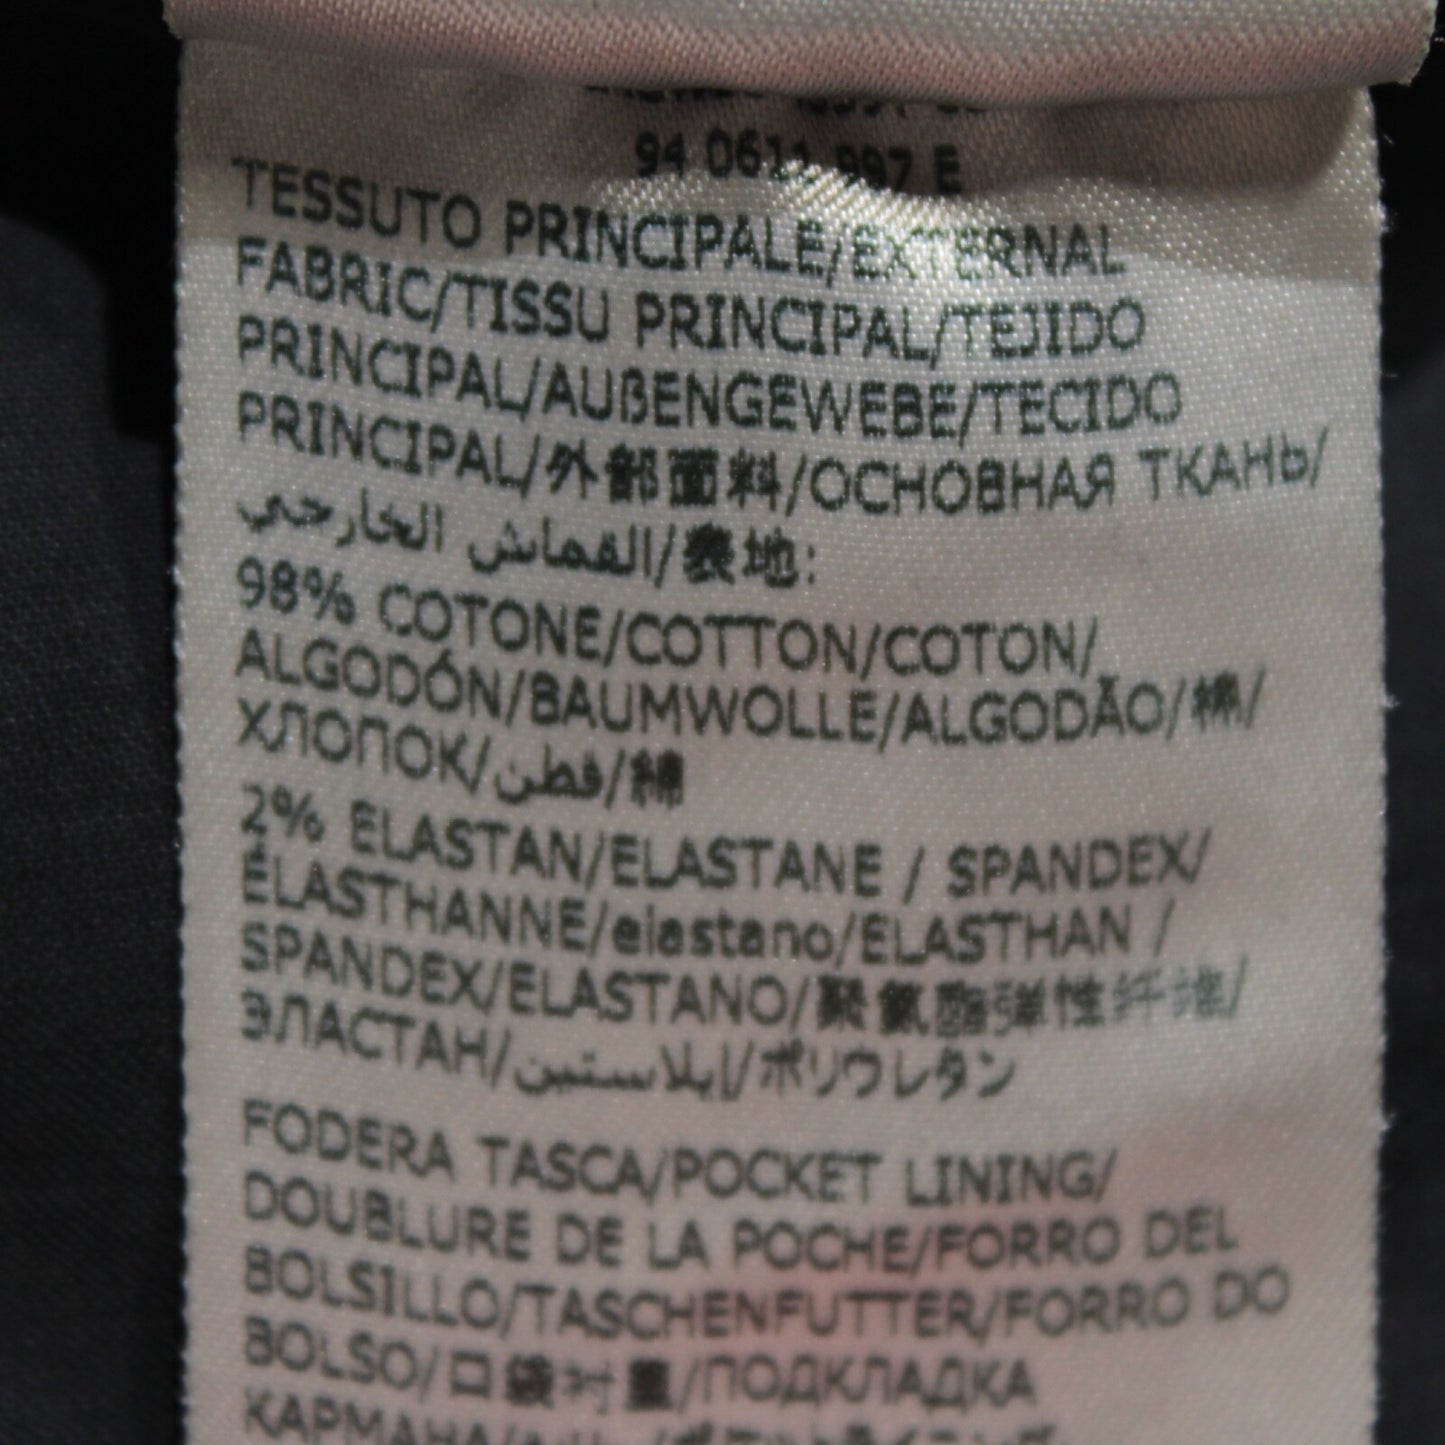 94 0611 997 E
TESSUTO PRINCIPALE/EXTERNAL
FABRIC/TISSU PRINCIPAL/TEJIDO
PRINCIPAL/AUßENGEWEBE/TECIDO
PRINCIPAL/外部面料/ОСНОВНАЯ ТКАНЬ/
القماش الخارجي/表地:
98% COTONE/COTTON/COTON/
ALGODÓN/BAUMWOLLE/ALGODÃO/棉/
ХЛОПОК/قطن/綿
2% ELASTAN/ELASTANE / SPANDEX/
ÉLASTHANNE/elastano/ELASTHAN /
SPANDEX/ELASTANO/聚氨酯弹性纤维/
ЭЛАСТАН/إيلاستين/ポリウレタン
FODERA TASCA/POCKET LINING/
DOUBLURE DE LA POCHE/FORRO DEL
BOLSILLO/TASCHENFUTTER/FORRO DO
BOLSO/口袋衬里/ПОДКЛАДКА
КАРМАНА/